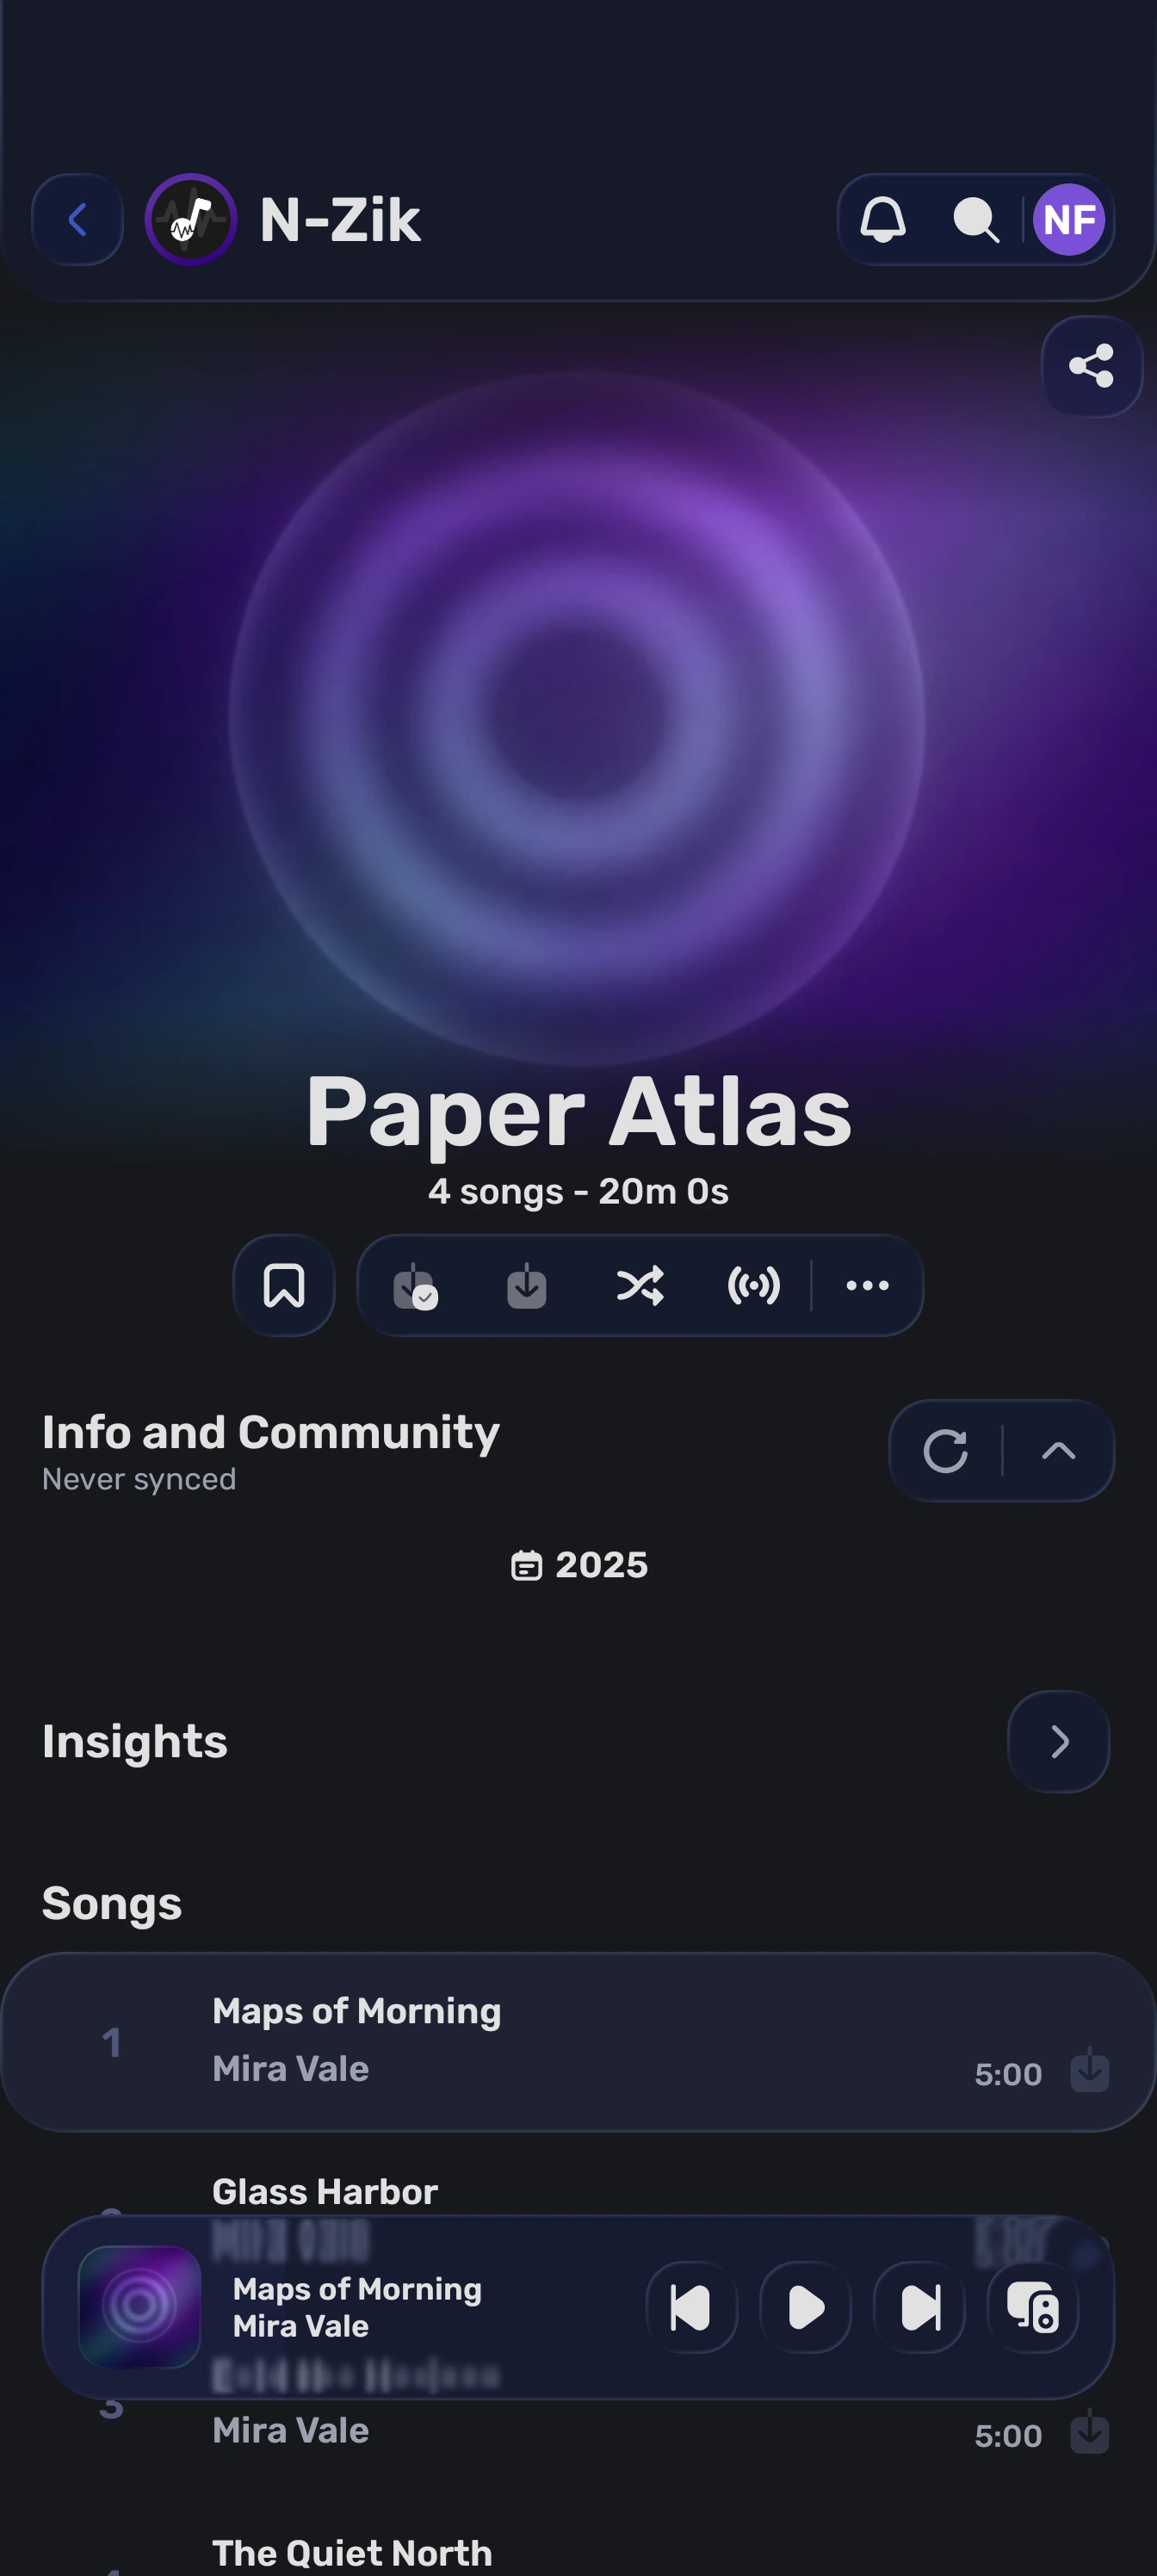 N-Zik
NF
Paper Atlas
4 songs - 20m 0s
Info and Community
Never synced
2025
Insights
Songs
1
Maps of Morning
Mira Vale
5:00
Glass Harbor
Mira Vale
Maps of Morning
Mira Vale
3
Mira Vale
5:00
The Quiet North